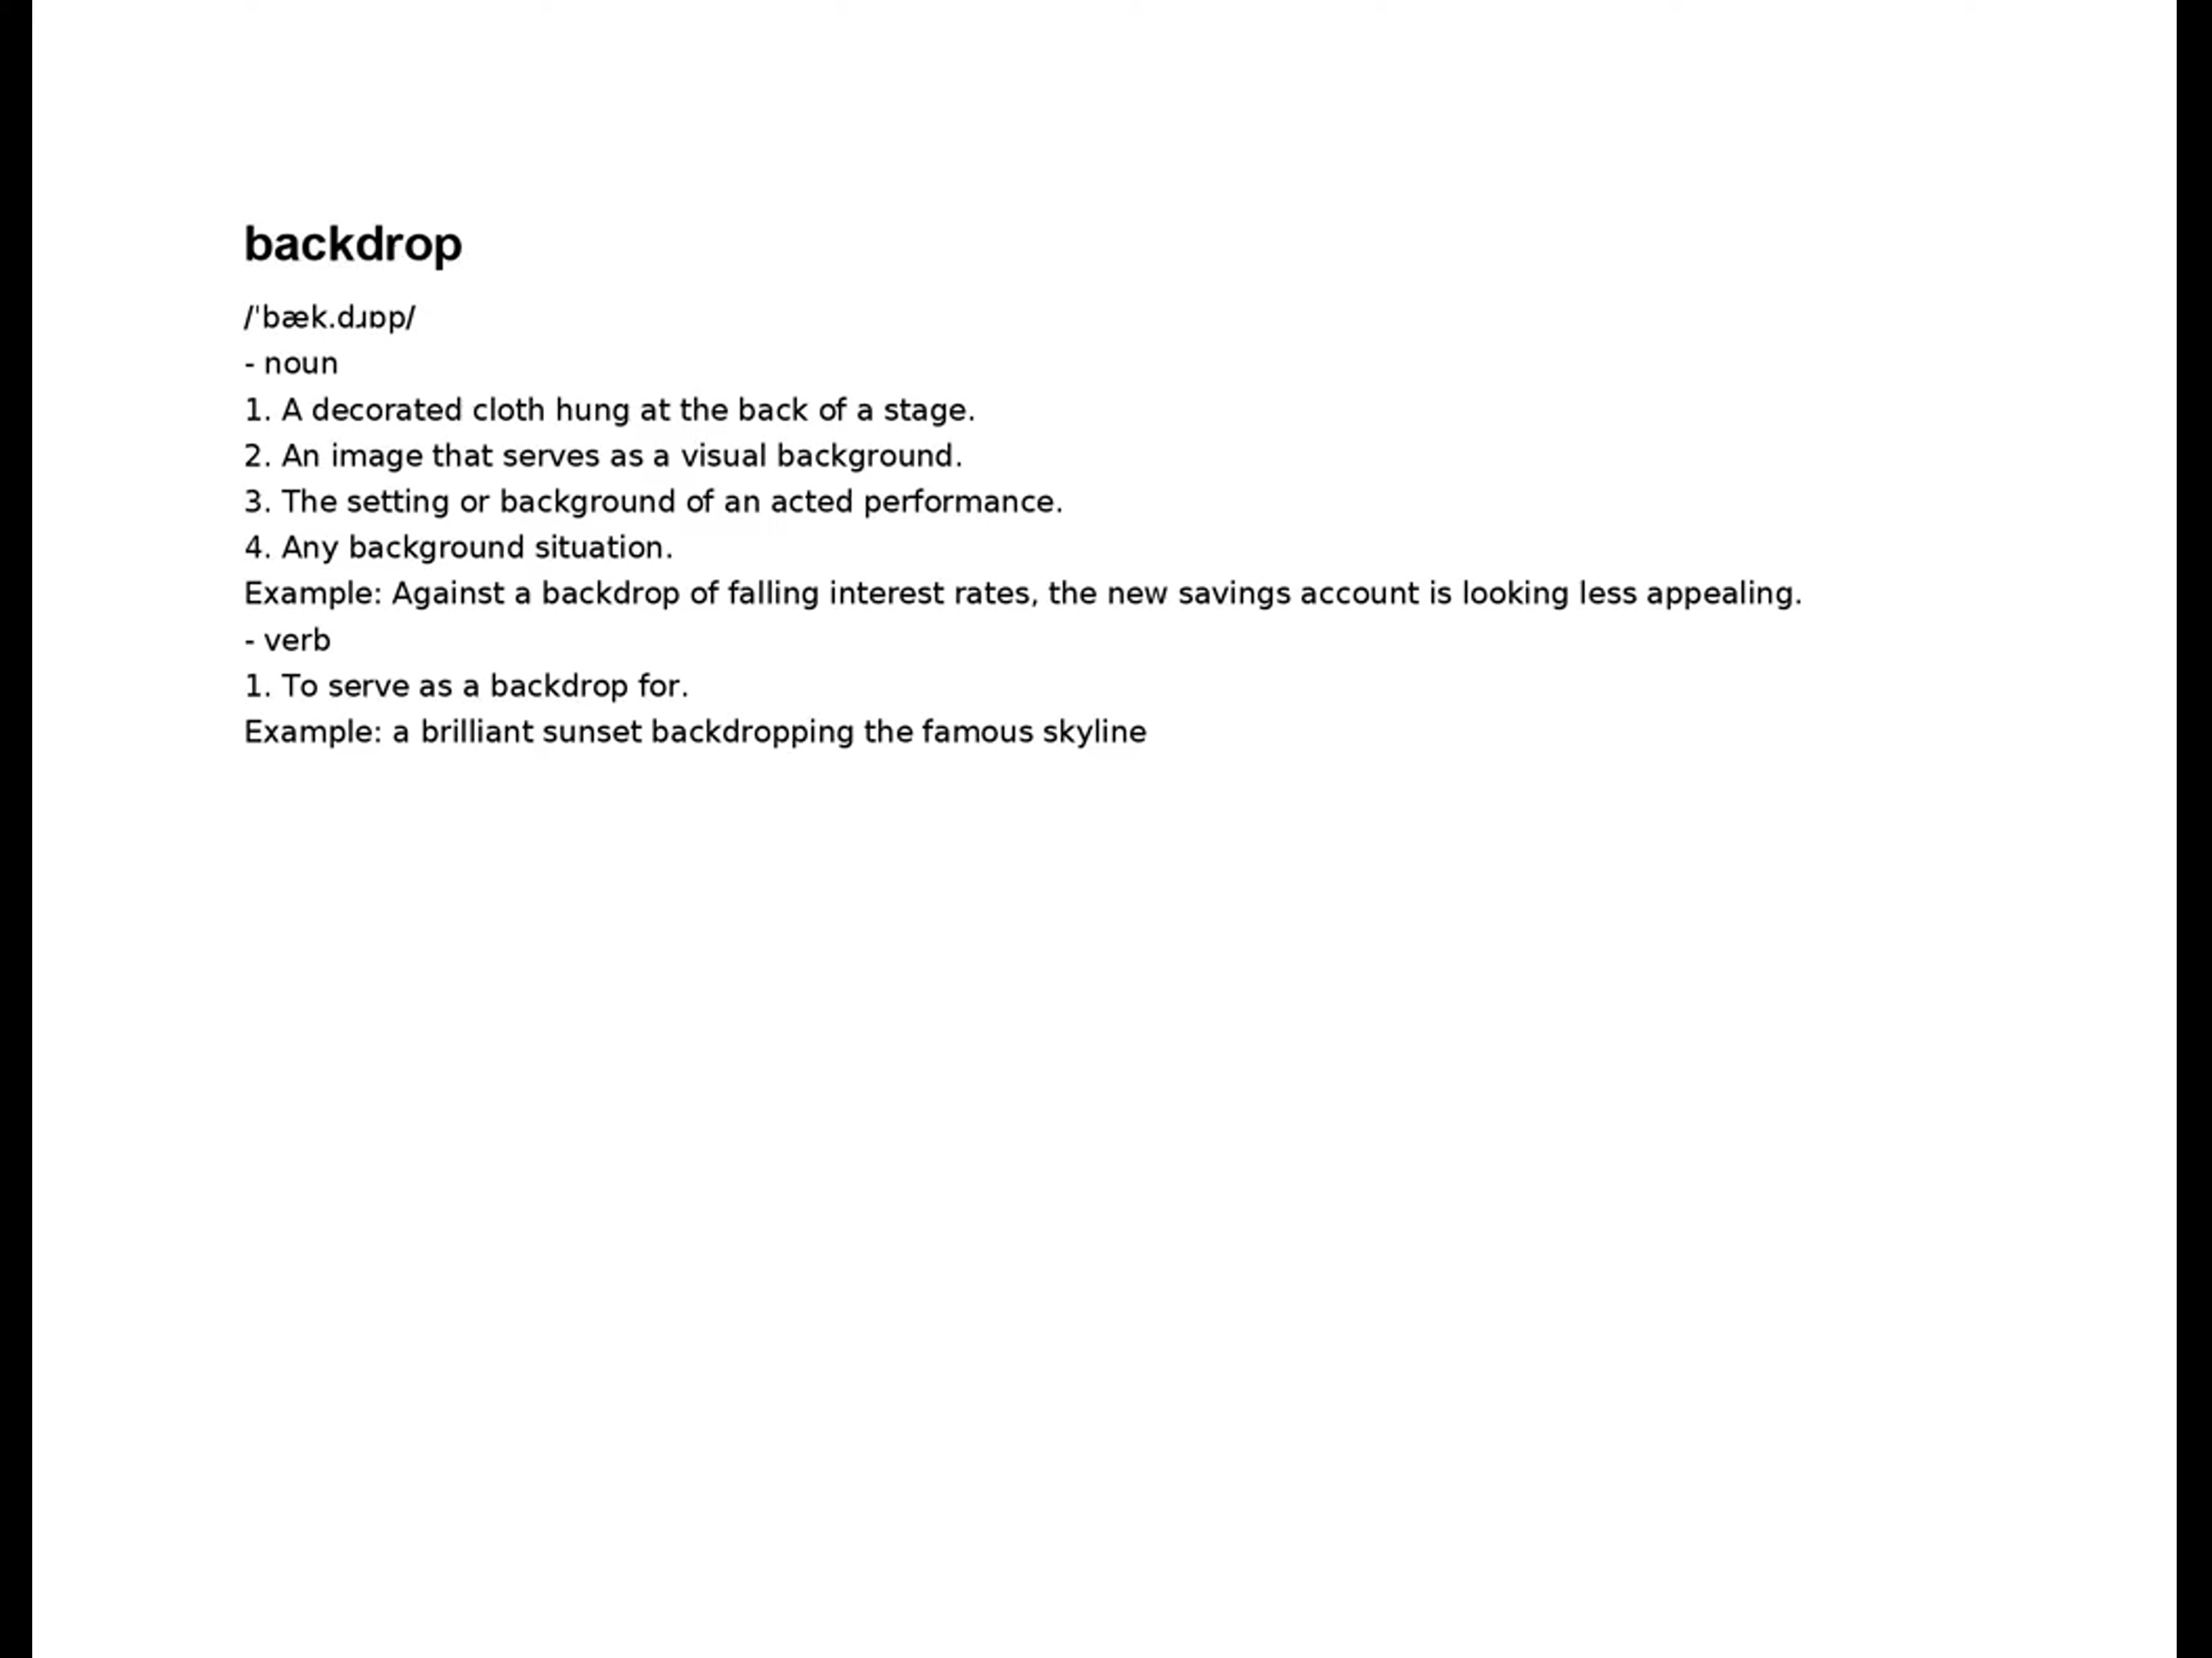 backdrop
/ˈbæk.dɹɒp/
- noun
1. A decorated cloth hung at the back of a stage.
2. An image that serves as a visual background.
3. The setting or background of an acted performance.
4. Any background situation.
Example: Against a backdrop of falling interest rates, the new savings account is looking less appealing.
- verb
1. To serve as a backdrop for.
Example: a brilliant sunset backdropping the famous skyline